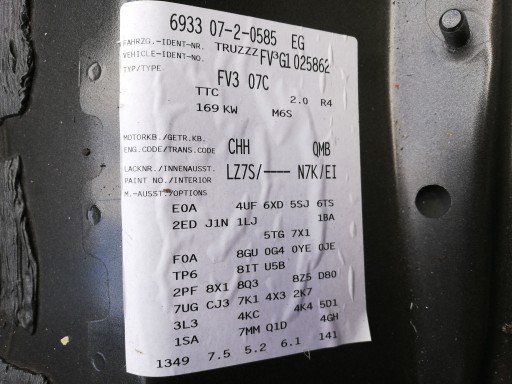 6933 07-2-0585 EG
FAHRZG.-IDENT-NR. TRUZZZFV3G1025862
VEHICLE-IDENT-NO.
TYP/TYPE FV3 07C
TTC 2.0 R4
169 KW M6S
MOTORKB./GETR.KB.
ENG.CODE/TRANS.CODE CHH QMB
LACKNR./INNENAUSST. LZ7S/---- N7K/EI
PAINT NO./INTERIOR
M.-AUSST./OPTIONS
E0A 4UF 6XD 5SJ 6TS
2ED J1N 1LJ 1BA
5TG 7X1
F0A 8GU 0G4 0YE 0JE
TP6 8IT U5B
2PF 8X1 8Q3 8Z5 D80
7UG CJ3 7K1 4X3 2K7
3L3 4KC 4K4 5D1
1SA 7MM Q1D 4GH
1349 7.5 5.2 6.1 141